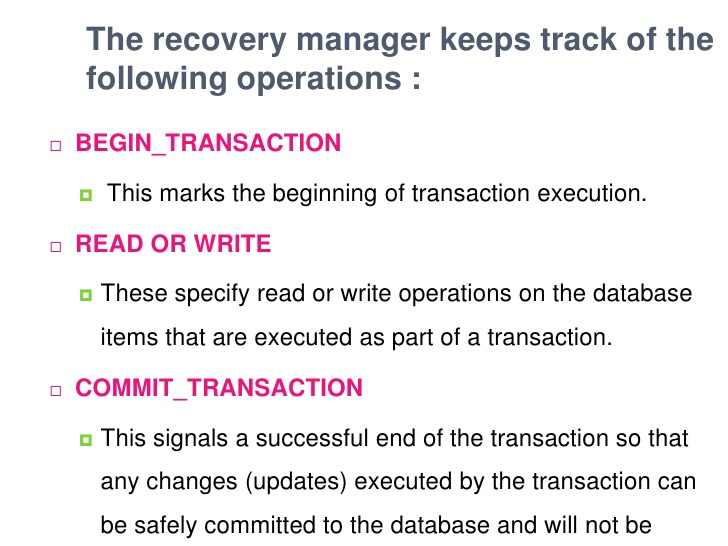 The recovery manager keeps track of the
following operations :
BEGIN_TRANSACTION
This marks the beginning of transaction execution.
READ OR WRITE
These specify read or write operations on the database
items that are executed as part of a transaction.
COMMIT_TRANSACTION
This signals a successful end of the transaction so that
any changes (updates) executed by the transaction can
be safely committed to the database and will not be